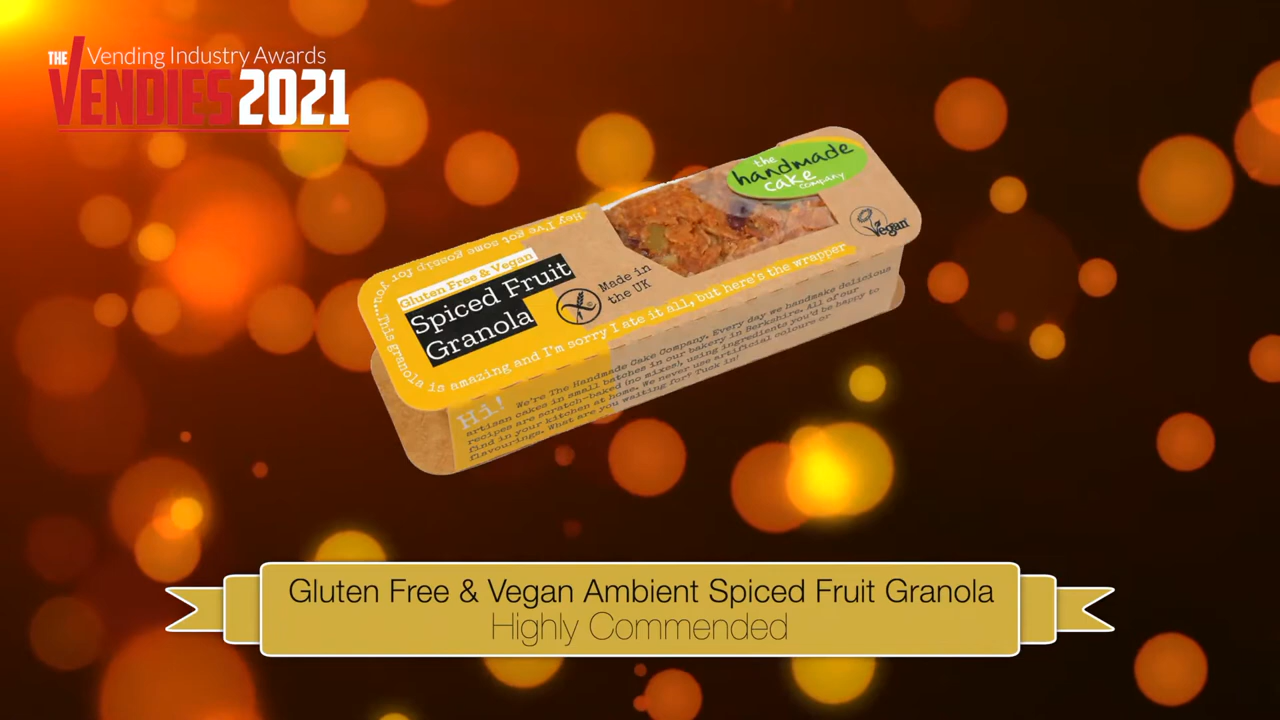 THE Vending Industry Awards
VENDIES 2021
the
handmade
cake
company
Vegan
Hey I've got some gossip for
you...This granola is amazing and I'm sorry I ate it all, but here's the wrapper
Gluten Free & Vegan
Spiced Fruit
Granola
Made in
the UK
Hi! We're The Handmade Cake Company. Every day we handmade delicious
artisan cakes in small batches in our bakery in Berkshire. All of our
recipes are scratch-baked (no mixes), using ingredients you'd be happy to
find in your kitchen at home. We never use artificial colours or
flavourings. What are you waiting for? Tuck in!
Gluten Free & Vegan Ambient Spiced Fruit Granola
Highly Commended